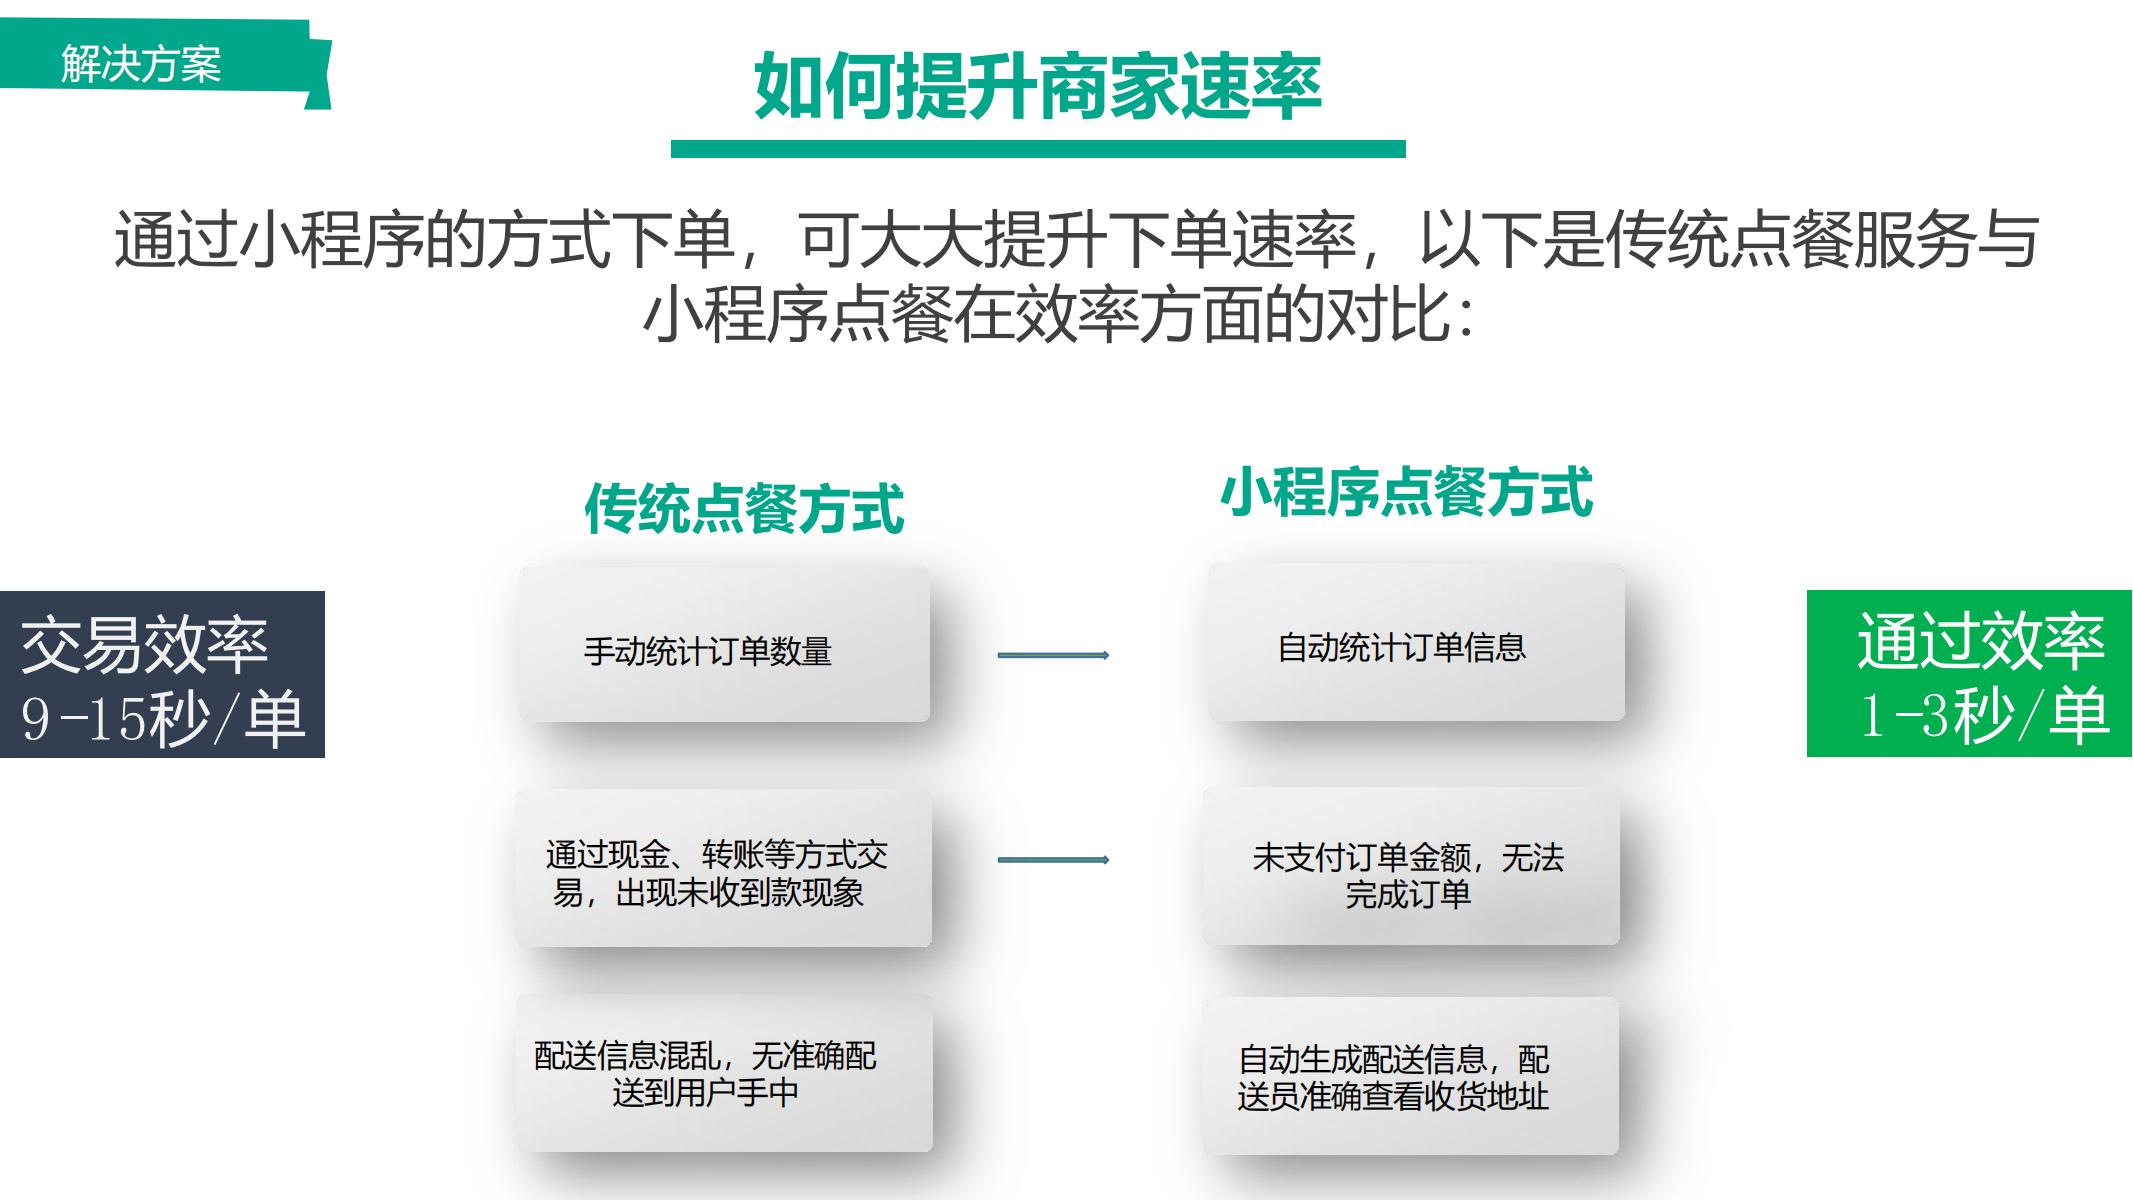 解决方案
如何提升商家速率
通过小程序的方式下单，可大大提升下单速率，以下是传统点餐服务与
小程序点餐在效率方面的对比：
传统点餐方式
小程序点餐方式
交易效率
9-15秒/单
手动统计订单数量
自动统计订单信息
通过效率
1-3秒/单
通过现金、转账等方式交
易，出现未收到款现象
未支付订单金额，无法
完成订单
配送信息混乱，无准确配
送到用户手中
自动生成配送信息，配
送员准确查看收货地址